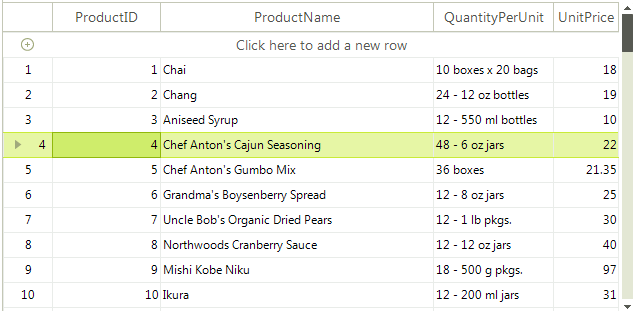 ProductID ProductName QuantityPerUnit UnitPrice
Click here to add a new row
1 1 Chai 10 boxes x 20 bags 18
2 2 Chang 24 - 12 oz bottles 19
3 3 Aniseed Syrup 12 - 550 ml bottles 10
4 4 Chef Anton's Cajun Seasoning 48 - 6 oz jars 22
5 5 Chef Anton's Gumbo Mix 36 boxes 21.35
6 6 Grandma's Boysenberry Spread 12 - 8 oz jars 25
7 7 Uncle Bob's Organic Dried Pears 12 - 1 lb pkgs. 30
8 8 Northwoods Cranberry Sauce 12 - 12 oz jars 40
9 9 Mishi Kobe Niku 18 - 500 g pkgs. 97
10 10 Ikura 12 - 200 ml jars 31